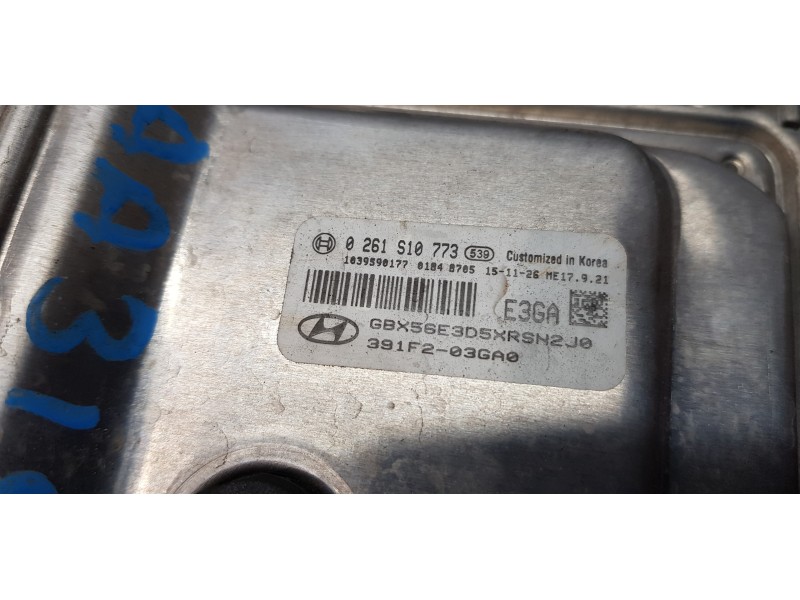 0 261 S10 773 539 Customized in Korea
1039S90177 0184 8705 15-11-26 ME17.9.21
E3GA
GBX56E3D5XRSN2J0
391F2-03GA0